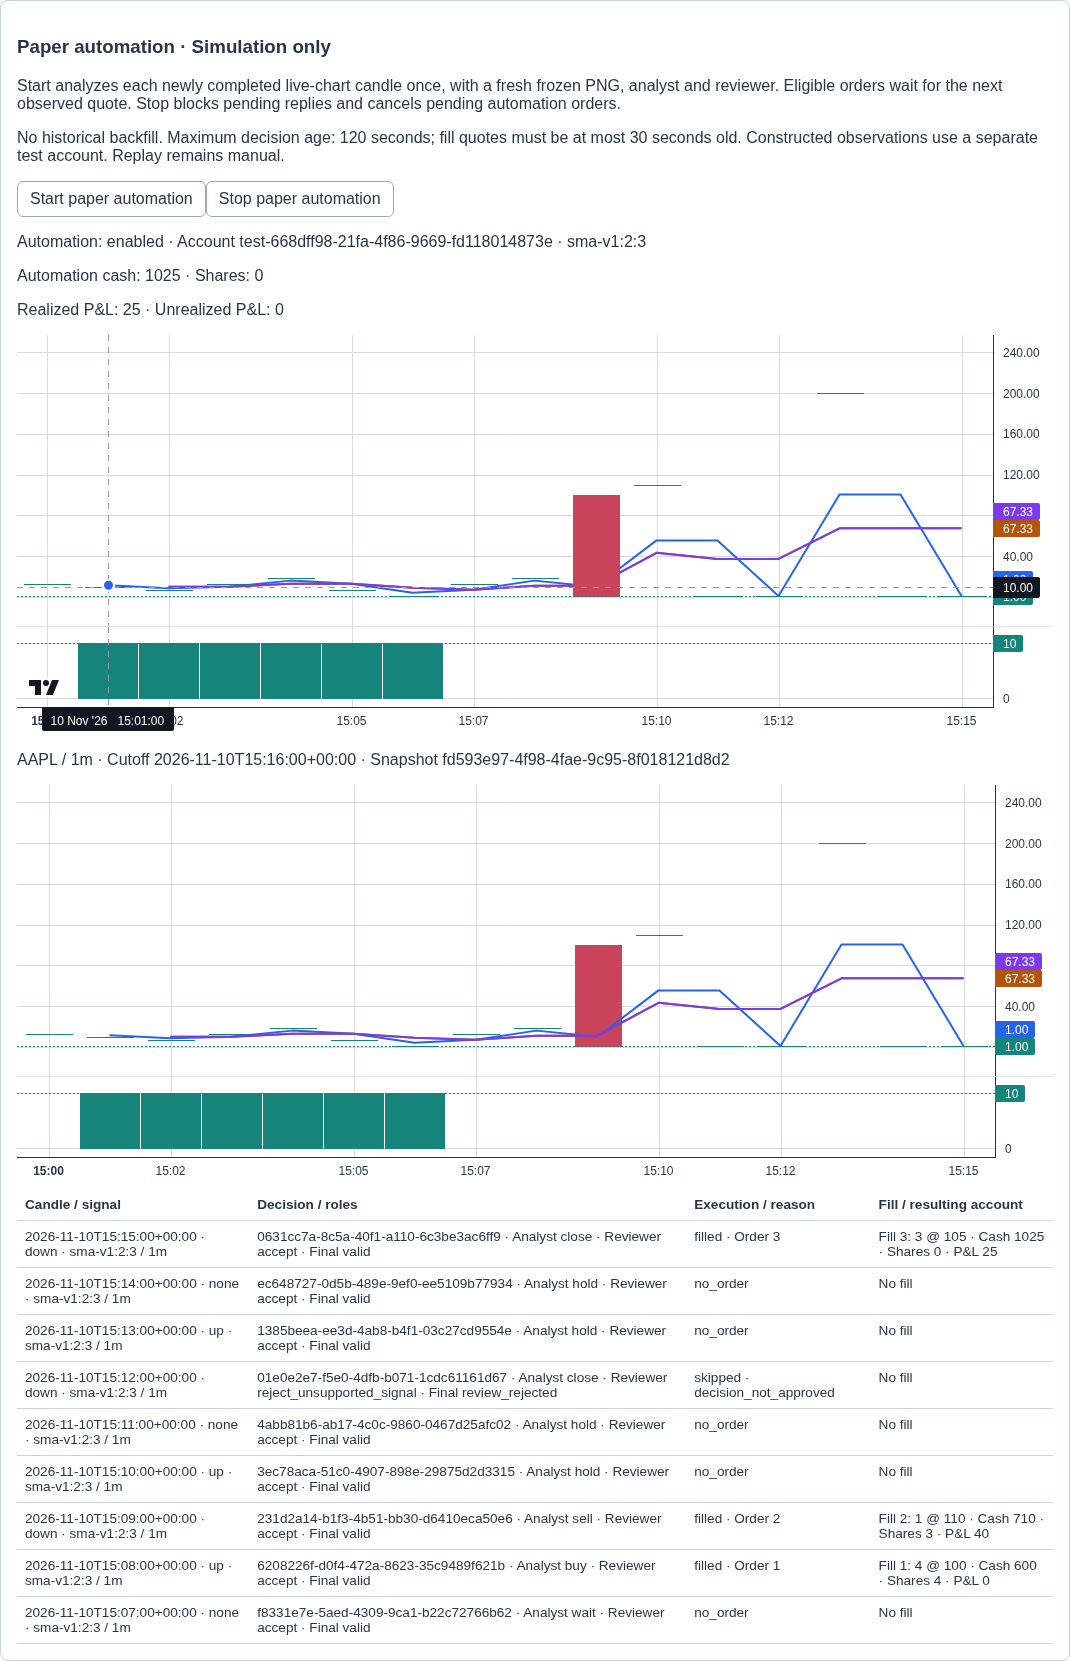 Paper automation · Simulation only
Start analyzes each newly completed live-chart candle once, with a fresh frozen PNG, analyst and reviewer. Eligible orders wait for the next
observed quote. Stop blocks pending replies and cancels pending automation orders.
No historical backfill. Maximum decision age: 120 seconds; fill quotes must be at most 30 seconds old. Constructed observations use a separate
test account. Replay remains manual.
Start paper automation Stop paper automation
Automation: enabled · Account test-668dff98-21fa-4f86-9669-fd118014873e · sma-v1:2:3
Automation cash: 1025 · Shares: 0
Realized P&L: 25 · Unrealized P&L: 0
240.00
200.00
160.00
120.00
67.33
67.33
40.00
10.00
10
0
10 Nov '26 15:01:00 15:05 15:07 15:10 15:12 15:15
AAPL / 1m · Cutoff 2026-11-10T15:16:00+00:00 · Snapshot fd593e97-4f98-4fae-9c95-8f018121d8d2
240.00
200.00
160.00
120.00
67.33
67.33
40.00
1.00
1.00
10
0
15:00 15:02 15:05 15:07 15:10 15:12 15:15
Candle / signal Decision / roles Execution / reason Fill / resulting account
2026-11-10T15:15:00+00:00 · 0631cc7a-8c5a-40f1-a110-6c3be3ac6ff9 · Analyst close · Reviewer filled · Order 3 Fill 3: 3 @ 105 · Cash 1025
down · sma-v1:2:3 / 1m accept · Final valid · Shares 0 · P&L 25
2026-11-10T15:14:00+00:00 · none ec648727-0d5b-489e-9ef0-ee5109b77934 · Analyst hold · Reviewer no_order No fill
· sma-v1:2:3 / 1m accept · Final valid
2026-11-10T15:13:00+00:00 · up · 1385beea-ee3d-4ab8-b4f1-03c27cd9554e · Analyst hold · Reviewer no_order No fill
sma-v1:2:3 / 1m accept · Final valid
2026-11-10T15:12:00+00:00 · 01e0e2e7-f5e0-4dfb-b071-1cdc61161d67 · Analyst close · Reviewer skipped · No fill
down · sma-v1:2:3 / 1m reject_unsupported_signal · Final review_rejected decision_not_approved
2026-11-10T15:11:00+00:00 · none 4abb81b6-ab17-4c0c-9860-0467d25afc02 · Analyst hold · Reviewer no_order No fill
· sma-v1:2:3 / 1m accept · Final valid
2026-11-10T15:10:00+00:00 · up · 3ec78aca-51c0-4907-898e-29875d2d3315 · Analyst hold · Reviewer no_order No fill
sma-v1:2:3 / 1m accept · Final valid
2026-11-10T15:09:00+00:00 · 231d2a14-b1f3-4b51-bb30-d6410eca50e6 · Analyst sell · Reviewer filled · Order 2 Fill 2: 1 @ 110 · Cash 710 ·
down · sma-v1:2:3 / 1m accept · Final valid Shares 3 · P&L 40
2026-11-10T15:08:00+00:00 · up · 6208226f-d0f4-472a-8623-35c9489f621b · Analyst buy · Reviewer filled · Order 1 Fill 1: 4 @ 100 · Cash 600
sma-v1:2:3 / 1m accept · Final valid · Shares 4 · P&L 0
2026-11-10T15:07:00+00:00 · none f8331e7e-5aed-4309-9ca1-b22c72766b62 · Analyst wait · Reviewer no_order No fill
· sma-v1:2:3 / 1m accept · Final valid